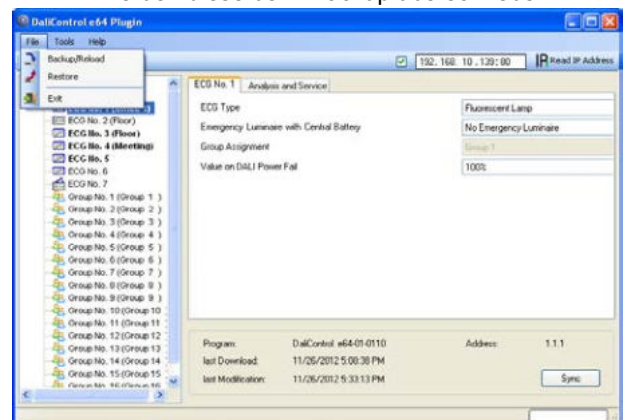 DaliControl e64 Plugin
File Tools Help
Backup/Reload
Restore
Exit
192. 168. 10 .139: 80 IP Read IP Address
ECG No. 1 Analysis and Service
ECG Type Fluorescent Lamp
Emergency Luminaire with Central Battery No Emergency Luminaire
Group Assignment Group 1
Value on DALI Power Fail 100%
ECG No. 2 (Floor)
ECG No. 3 (Floor)
ECG No. 4 (Meeting)
ECG No. 5
ECG No. 6
ECG No. 7
Group No. 1 (Group 1 )
Group No. 2 (Group 2 )
Group No. 3 (Group 3 )
Group No. 4 (Group 4 )
Group No. 5 (Group 5 )
Group No. 6 (Group 6 )
Group No. 7 (Group 7 )
Group No. 8 (Group 8 )
Group No. 9 (Group 9 )
Group No. 10 (Group 10
Group No. 11 (Group 11
Group No. 12 (Group 12
Group No. 13 (Group 13
Group No. 14 (Group 14
Group No. 15 (Group 15
Group No. 16 (Group 16
Program: DaliControl e64-01-0110 Address: 1.1.1
last Download: 11/26/2012 5:08:38 PM
last Modification: 11/26/2012 5:33:13 PM Sync